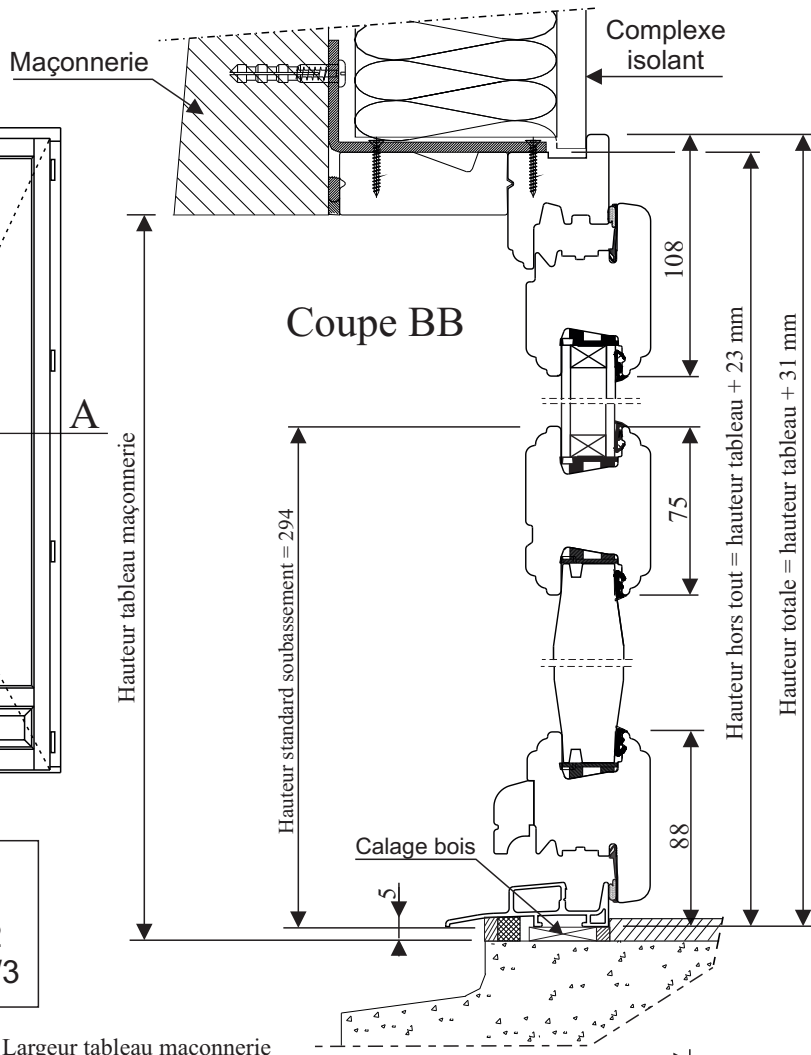 Maçonnerie
Complexe
isolant
Coupe BB
A
108
75
88
5
Hauteur tableau maçonnerie
Hauteur standard soubassement = 294
Hauteur hors tout = hauteur tableau + 23 mm
Hauteur totale = hauteur tableau + 31 mm
Calage bois
/3
Largeur tableau maçonnerie